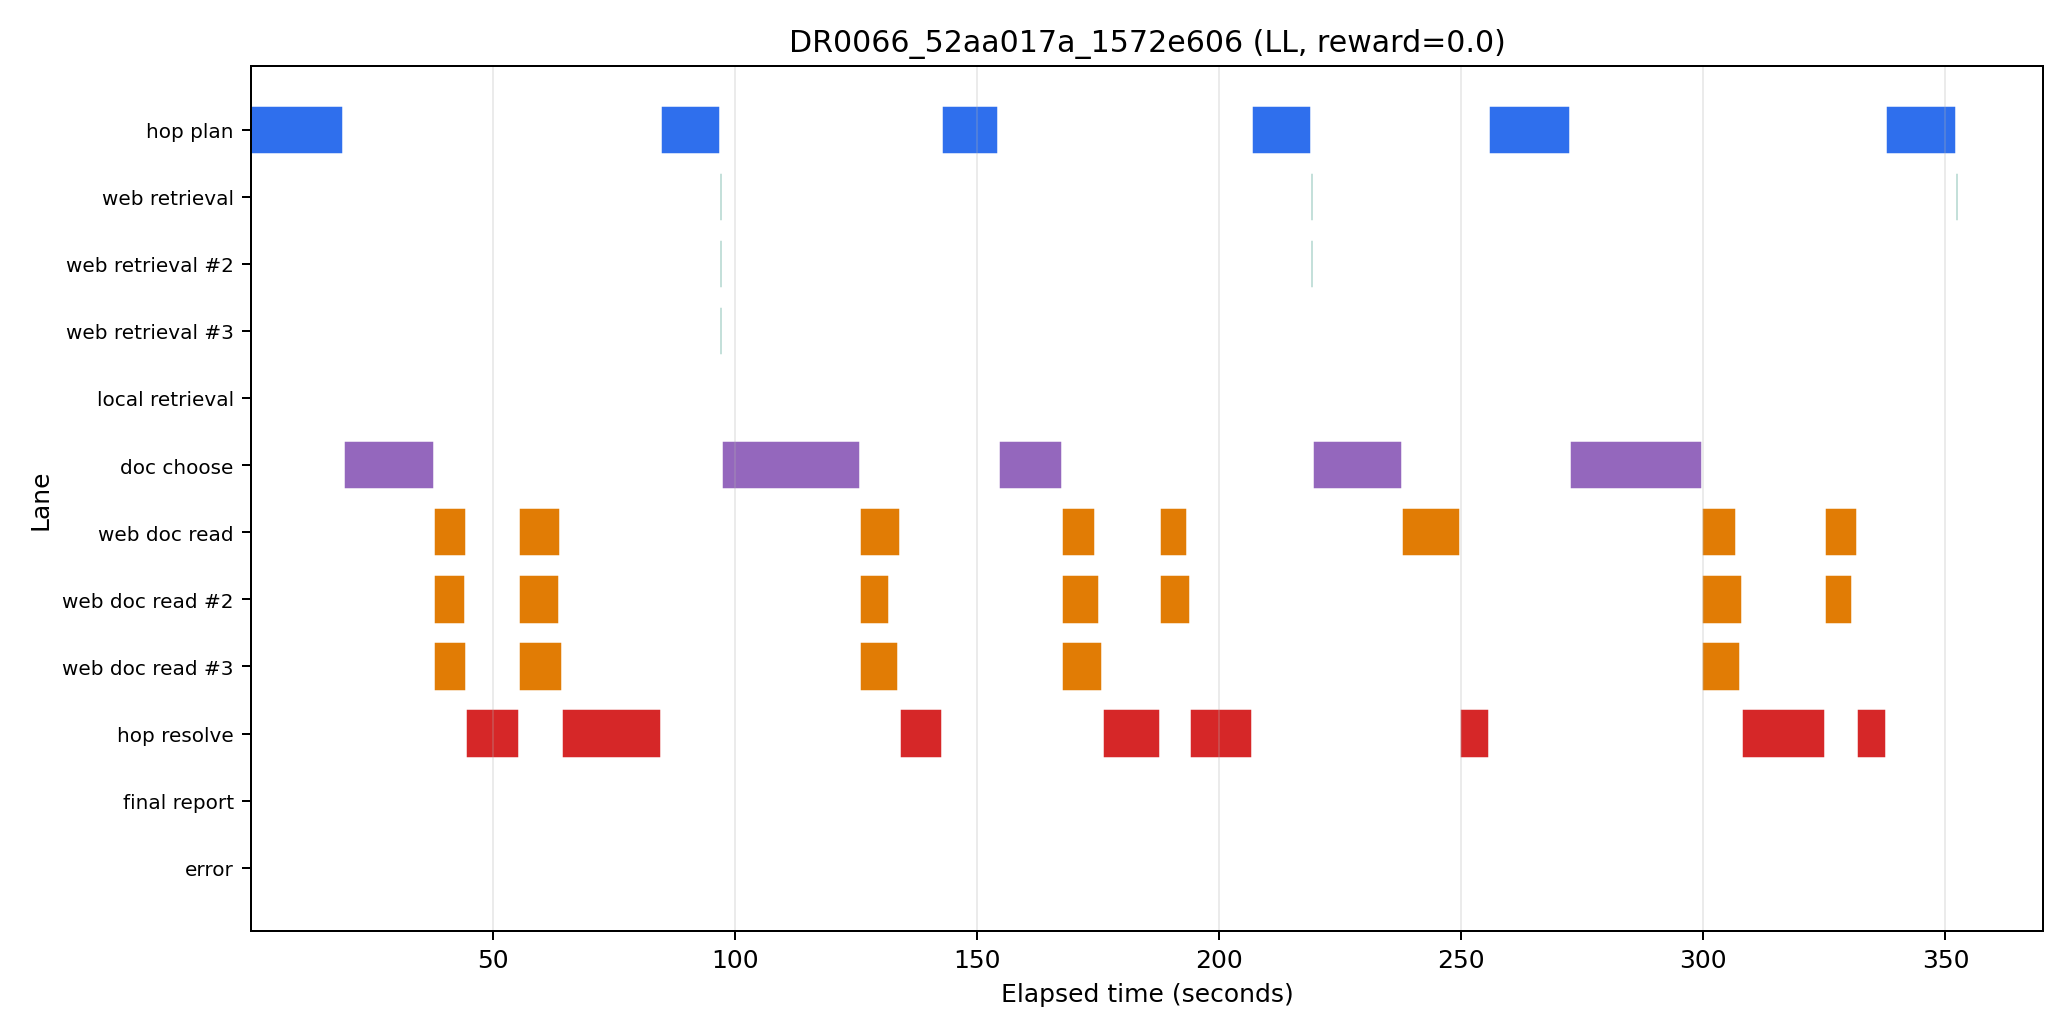 DR0066_52aa017a_1572e606 (LL, reward=0.0)
Lane
hop plan
web retrieval
web retrieval #2
web retrieval #3
local retrieval
doc choose
web doc read
web doc read #2
web doc read #3
hop resolve
final report
error
50 100 150 200 250 300 350
Elapsed time (seconds)